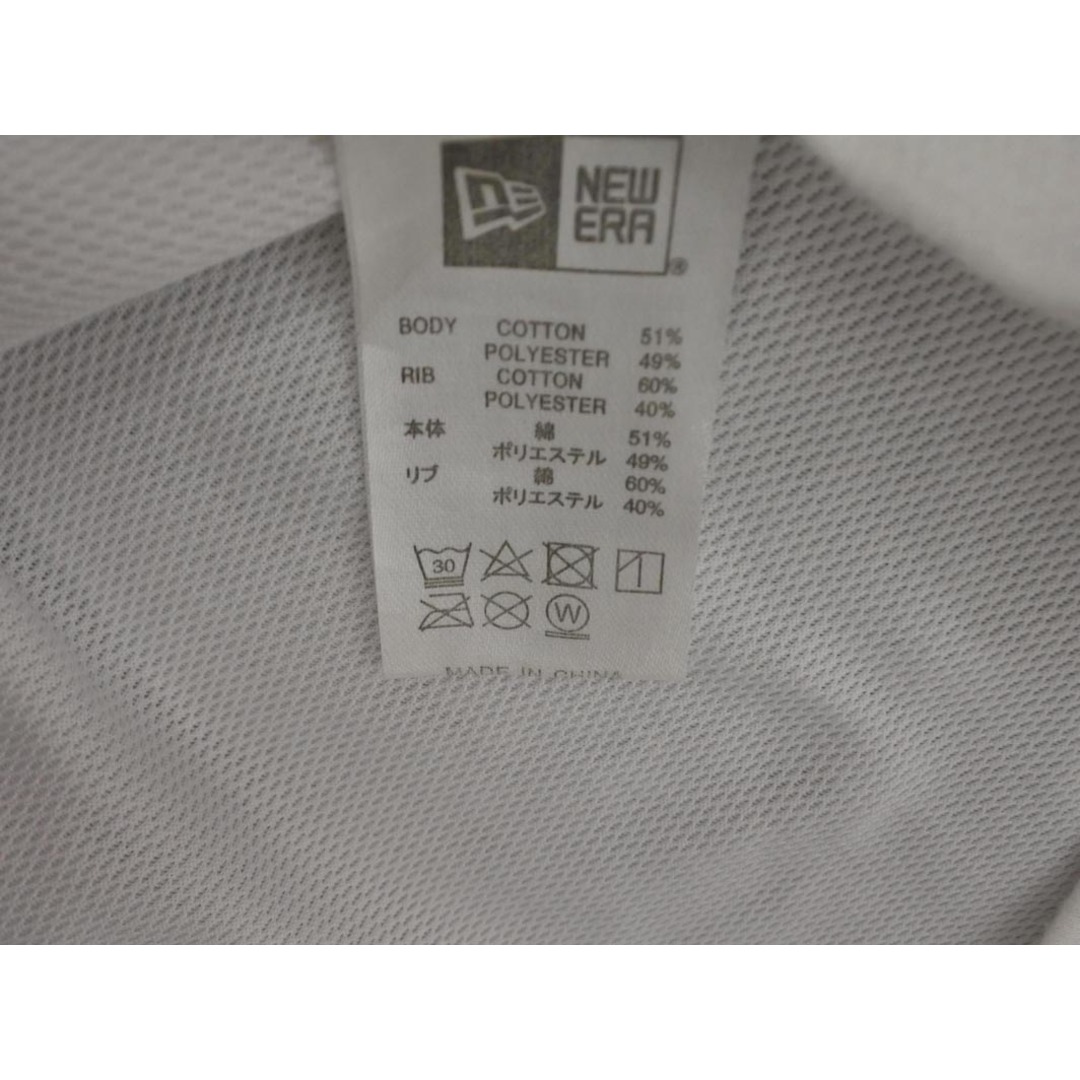 NE NEW
ERA
®
BODY COTTON 51%
POLYESTER 49%
RIB COTTON 60%
POLYESTER 40%
本体 綿 51%
ポリエステル 49%
リブ 綿 60%
ポリエステル 40%
30
W
MADE IN CHINA